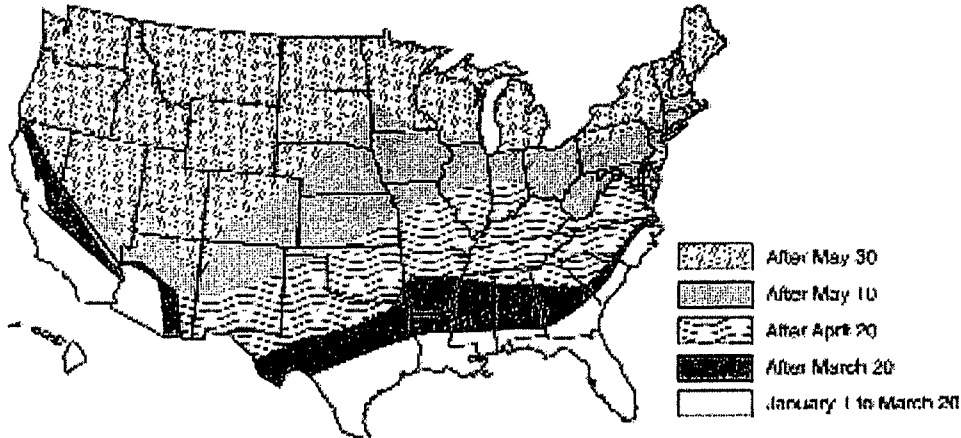 After May 30
After May 10
After April 20
After March 20
January 1 to March 20